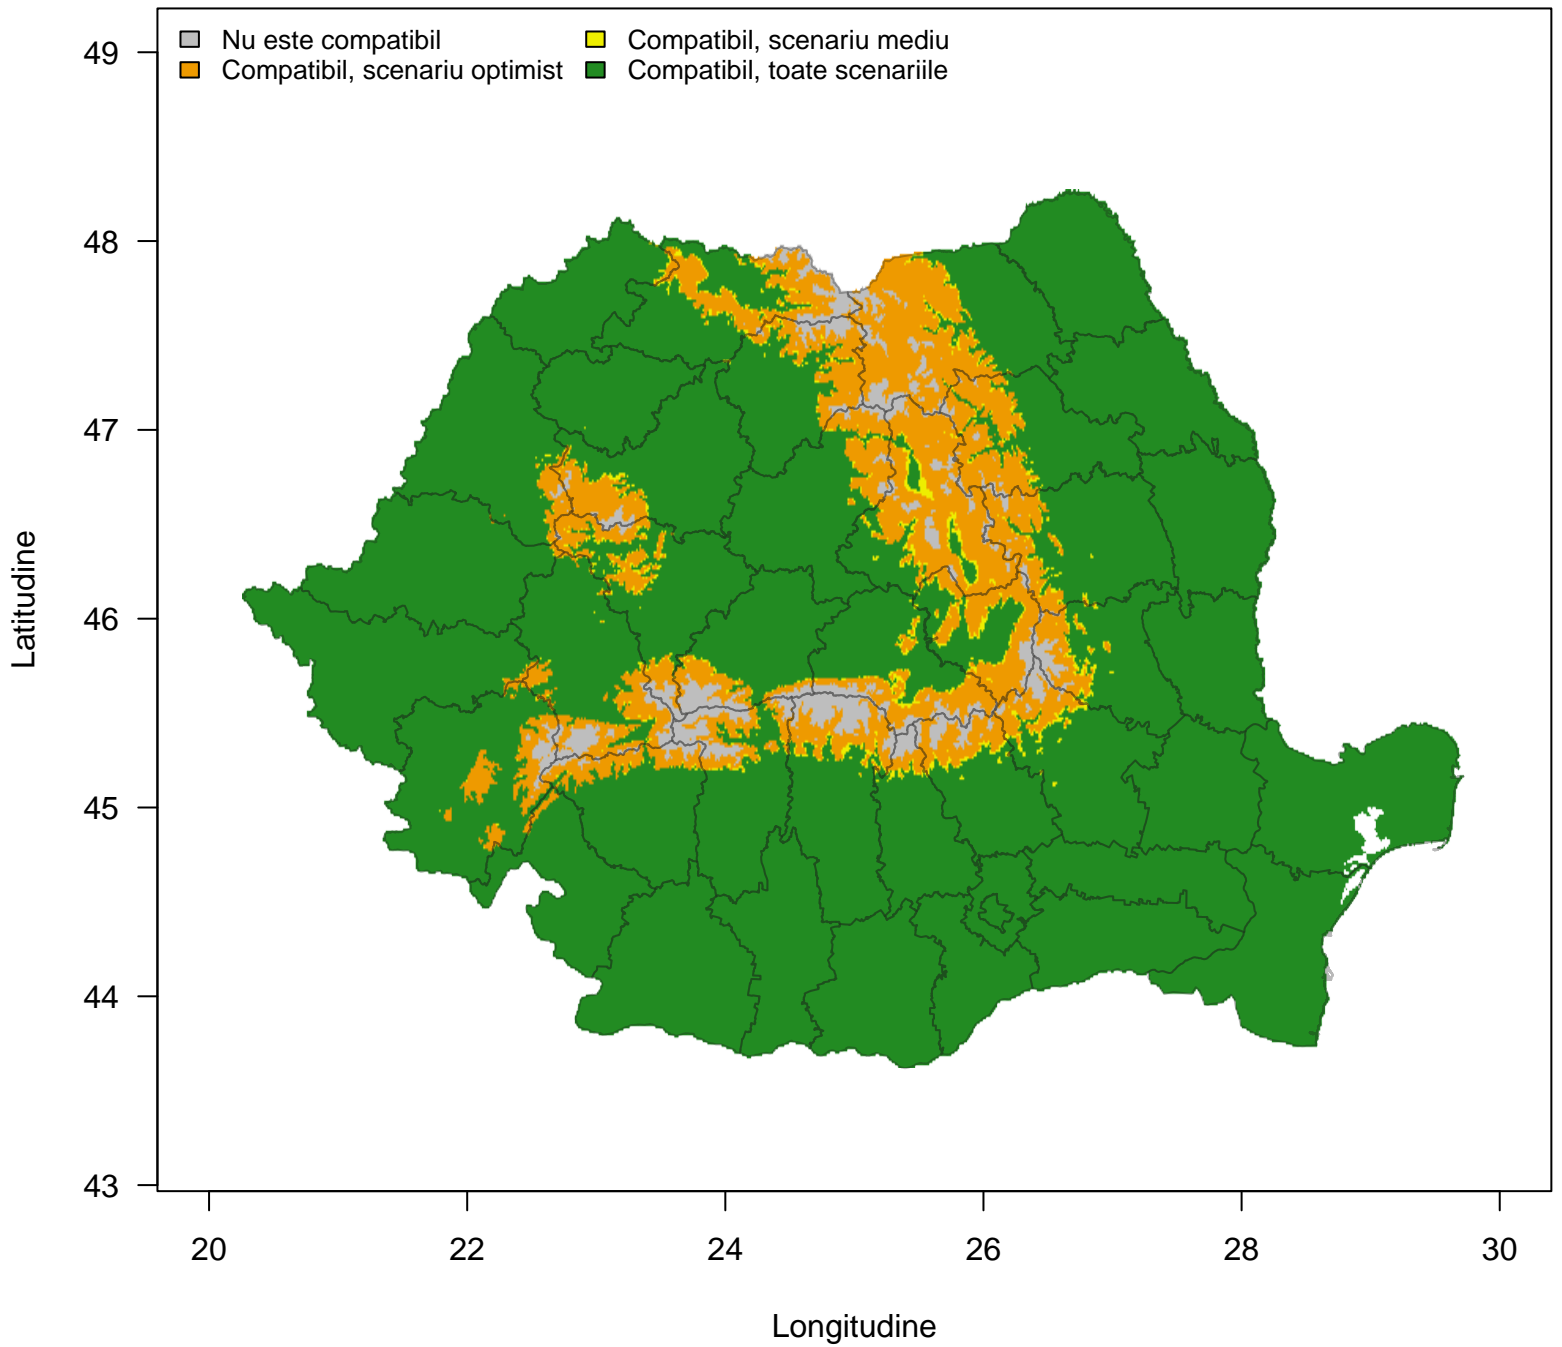 Nu este compatibil
Compatibil, scenariu optimist
Compatibil, scenariu mediu
Compatibil, toate scenariile
49
48
47
46
45
44
43
Latitudine
20 22 24 26 28 30
Longitudine